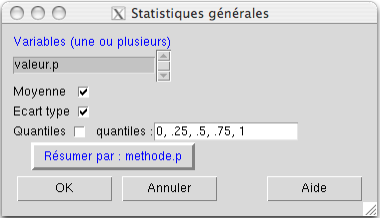 Statistiques générales
Variables (une ou plusieurs)
valeur.p
Moyenne
Ecart type
Quantiles quantiles : 0, .25, .5, .75, 1
Résumer par : methode.p
OK Annuler Aide